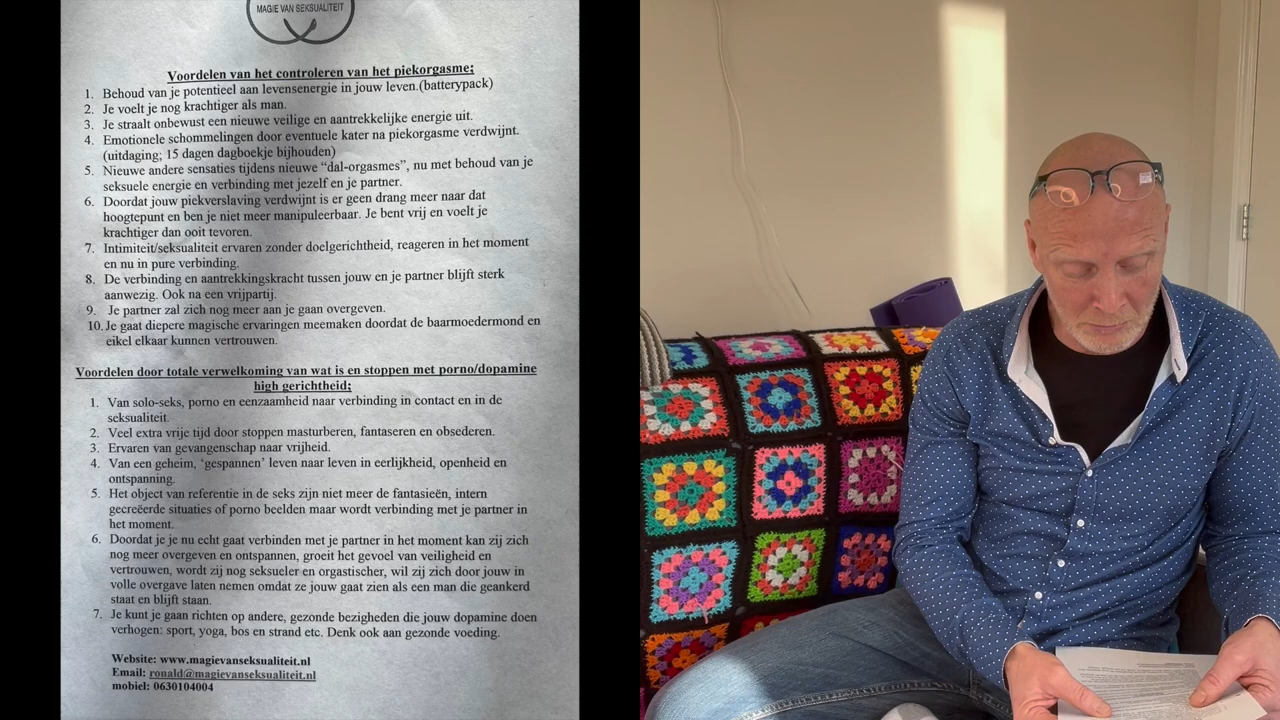 MAGIE VAN SEKSUALITEIT
Voordelen van het controleren van het piekorgasme;
1. Behoud van je potentieel aan levensenergie in jouw leven.(batterypack)
2. Je voelt je nog krachtiger als man.
3. Je straalt onbewust een nieuwe veilige en aantrekkelijke energie uit.
4. Emotionele schommelingen door eventuele kater na piekorgasme verdwijnt.
(uitdaging; 15 dagen dagboekje bijhouden)
5. Nieuwe andere sensaties tijdens nieuwe “dal-orgasmes”, nu met behoud van je
seksuele energie en verbinding met jezelf en je partner.
6. Doordat jouw piekverslaving verdwijnt is er geen drang meer naar dat
hoogtepunt en ben je niet meer manipuleerbaar. Je bent vrij en voelt je
krachtiger dan ooit tevoren.
7. Intimiteit/seksualiteit ervaren zonder doelgerichtheid, reageren in het moment
en nu in pure verbinding.
8. De verbinding en aantrekkingskracht tussen jouw en je partner blijft sterk
aanwezig. Ook na een vrijpartij.
9. Je partner zal zich nog meer aan je gaan overgeven.
10. Je gaat diepere magische ervaringen meemaken doordat de baarmoedermond en
eikel elkaar kunnen vertrouwen.
Voordelen door totale verwelkoming van wat is en stoppen met porno/dopamine
high gerichtheid;
1. Van solo-seks, porno en eenzaamheid naar verbinding in contact en in de
seksualiteit.
2. Veel extra vrije tijd door stoppen masturberen, fantaseren en obsederen.
3. Ervaren van gevangenschap naar vrijheid.
4. Van een geheim, ‘gespannen’ leven naar leven in eerlijkheid, openheid en
ontspanning.
5. Het object van referentie in de seks zijn niet meer de fantasieën, intern
gecreëerde situaties of porno beelden maar wordt verbinding met je partner in
het moment.
6. Doordat je je nu echt gaat verbinden met je partner in het moment kan zij zich
nog meer overgeven en ontspannen, groeit het gevoel van veiligheid en
vertrouwen, wordt zij nog seksueler en orgastischer, wil zij zich door jouw in
volle overgave laten nemen omdat ze jouw gaat zien als een man die geankerd
staat en blijft staan.
7. Je kunt je gaan richten op andere, gezonde bezigheden die jouw dopamine doen
verhogen: sport, yoga, bos en strand etc. Denk ook aan gezonde voeding.
Website: www.magievanseksualiteit.nl
Email: ronald@magievanseksualiteit.nl
mobiel: 0630104004